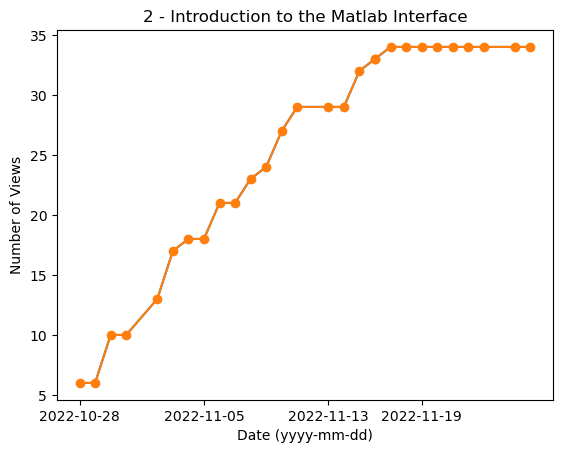 2 - Introduction to the Matlab Interface
Number of Views
35
30
25
20
15
10
5
2022-10-28 2022-11-05 2022-11-13 2022-11-19
Date (yyyy-mm-dd)